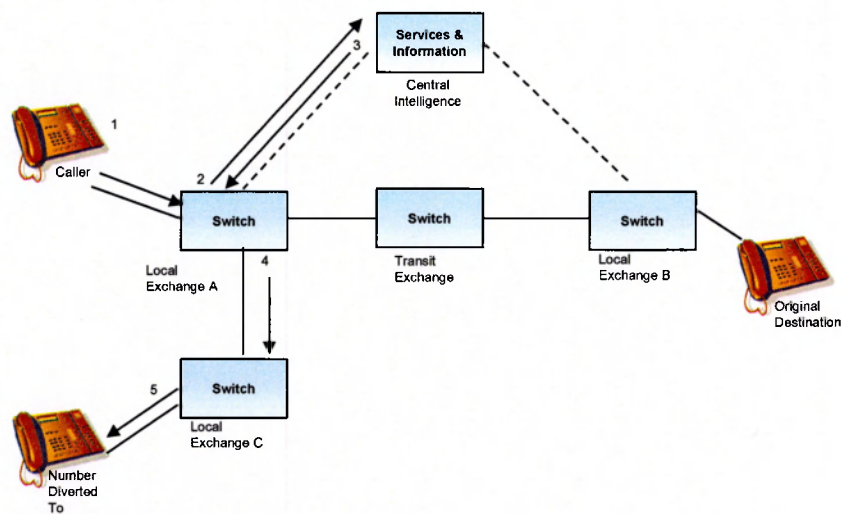 Services &
Information
3
Central
Intelligence
1
Caller
2
Switch
Switch
Switch
Local
Exchange A
4
Transit
Exchange
Local
Exchange B
Original
Destination
5
Switch
Local
Exchange C
Number
Diverted
To